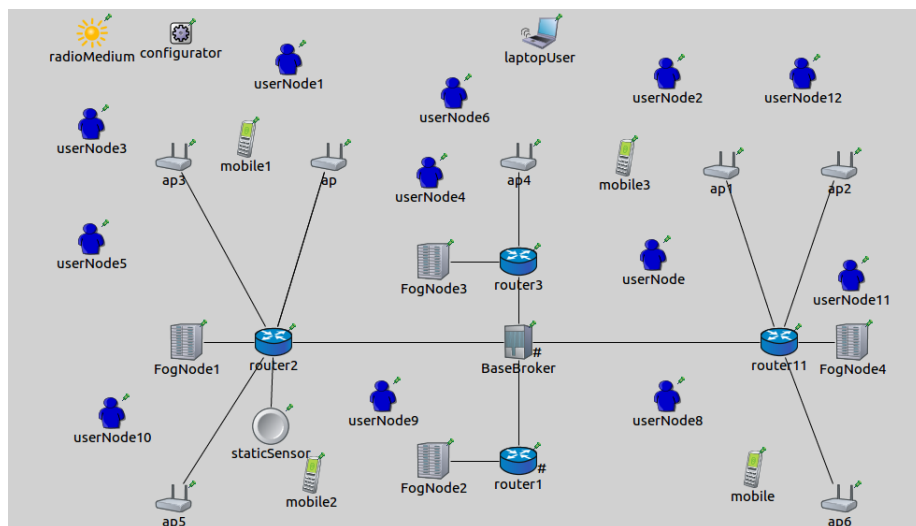 radioMedium
configurator
laptopUser
userNode1
userNode6
userNode2
userNode12
userNode3
mobile1
ap3
ap
userNode4
ap4
mobile3
ap1
ap2
userNode5
FogNode3
router3
userNode
userNode11
FogNode1
router2
BaseBroker
#
router11
FogNode4
userNode10
staticSensor
userNode9
userNode8
FogNode2
router1
#
mobile2
mobile
ap5
ap6